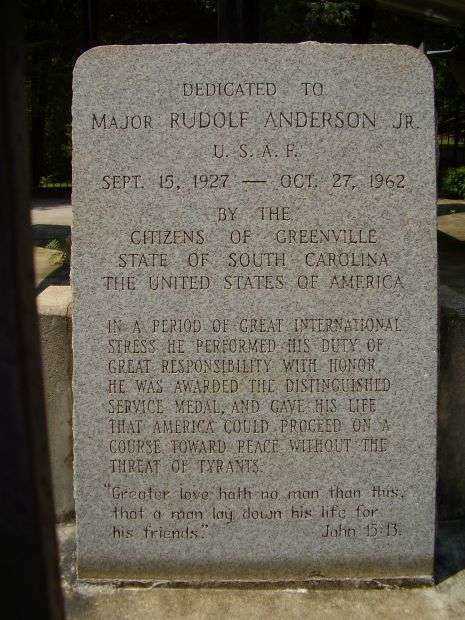 DEDICATED TO
MAJOR RUDOLF ANDERSON JR.
U. S. A. F.
SEPT. 15, 1927 — OCT. 27, 1962
BY THE
CITIZENS OF GREENVILLE
STATE OF SOUTH CAROLINA
THE UNITED STATES OF AMERICA
IN A PERIOD OF GREAT INTERNATIONAL
STRESS HE PERFORMED HIS DUTY OF
GREAT RESPONSIBILITY WITH HONOR.
HE WAS AWARDED THE DISTINGUISHED
SERVICE MEDAL, AND GAVE HIS LIFE
THAT AMERICA COULD PROCEED ON A
COURSE TOWARD PEACE WITHOUT THE
THREAT OF TYRANTS.
"Greater love hath no man than this,
that a man lay down his life for
his friends." John 15:13.